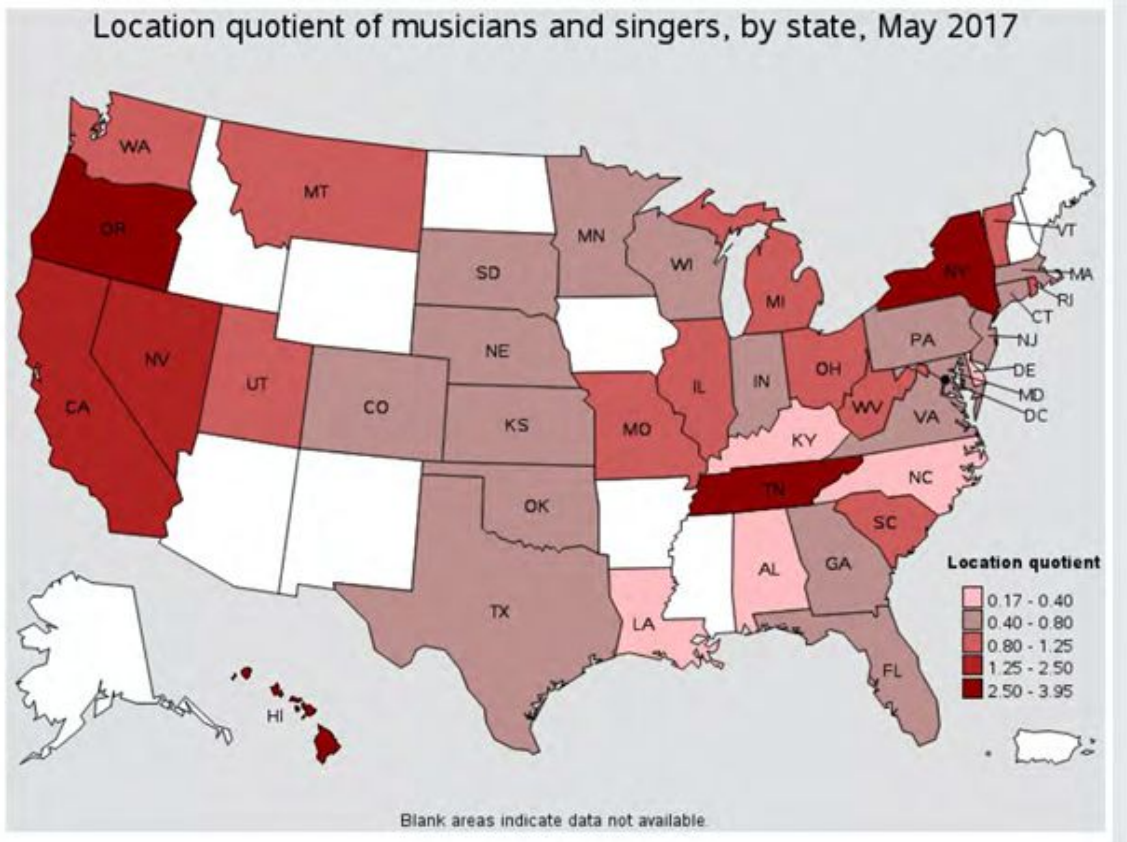 Location quotient of musicians and singers, by state, May 2017
WA
MT
OR
MN
VT
SD
WI
NY
MA
MI
RI
CT
NE
PA
NJ
NV
UT
IL
IN
OH
DE
CA
CO
WV
MD
KS
MO
VA
DC
KY
OK
TN
NC
SC
AL
GA
TX
LA
Location quotient
0.17 - 0.40
0.40 - 0.80
0.80 - 1.25
1.25 - 2.50
2.50 - 3.95
FL
HI
Blank areas indicate data not available.